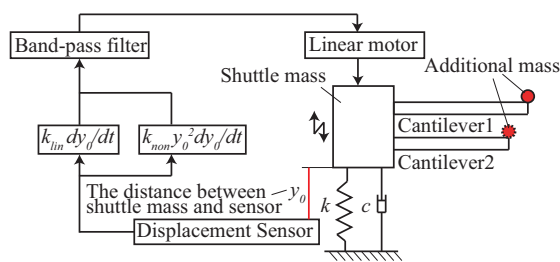 Band-pass filter
Linear motor
Additional mass
Shuttle mass
k_lin dy_0/dt
k_non y_0^2 dy_0/dt
Cantilever1
Cantilever2
The distance between
shuttle mass and sensor
y_0
k
c
Displacement Sensor